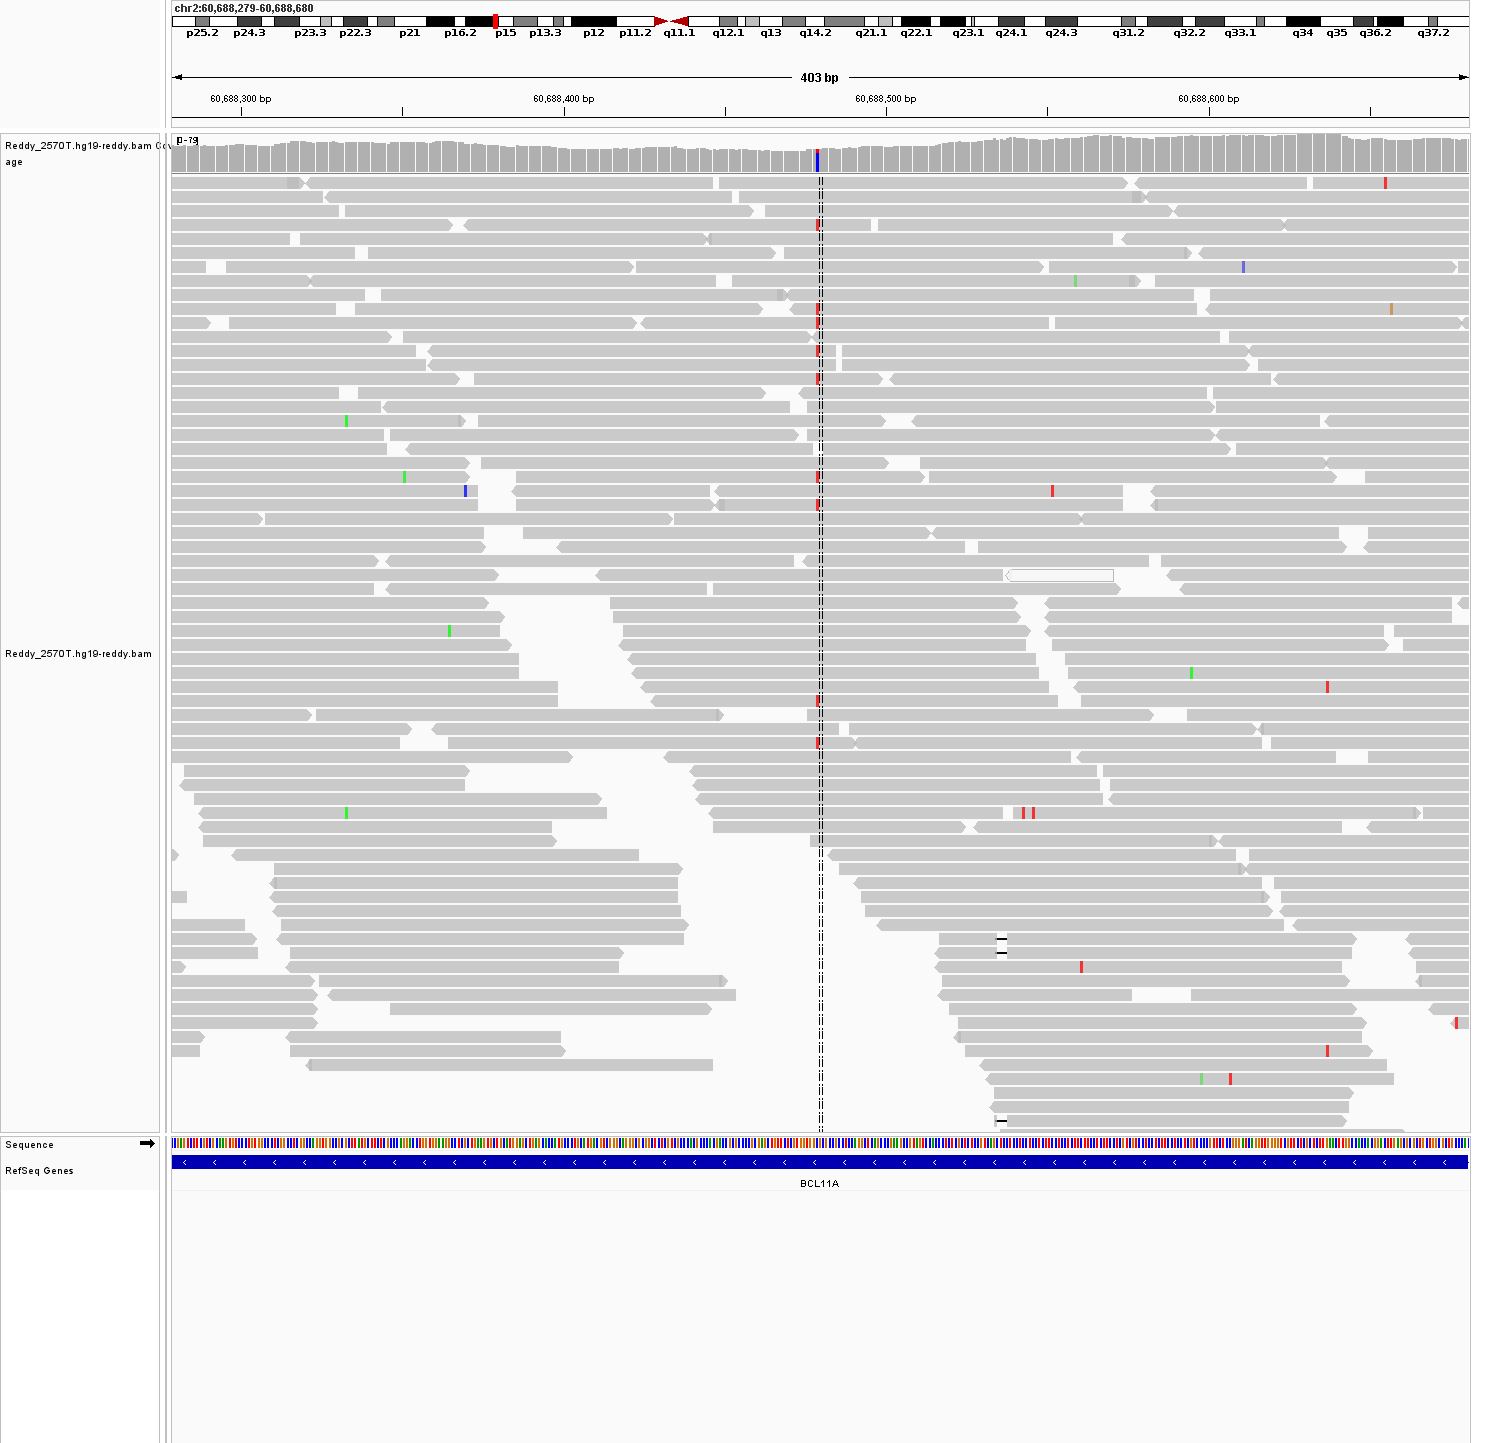 chr2:60,688,279-60,688,680
p25.2 p24.3 p23.3 p22.3 p21 p16.2 p15 p13.3 p12 p11.2 q11.1 q12.1 q13 q14.2 q21.1 q22.1 q23.1 q24.1 q24.3 q31.2 q32.2 q33.1 q34 q35 q36.2 q37.2
403 bp
60,688,300 bp 60,688,400 bp 60,688,500 bp 60,688,600 bp
[0-79]
Reddy_2570T.hg19-reddy.bam Cov
age
Reddy_2570T.hg19-reddy.bam
Sequence
RefSeq Genes
BCL11A